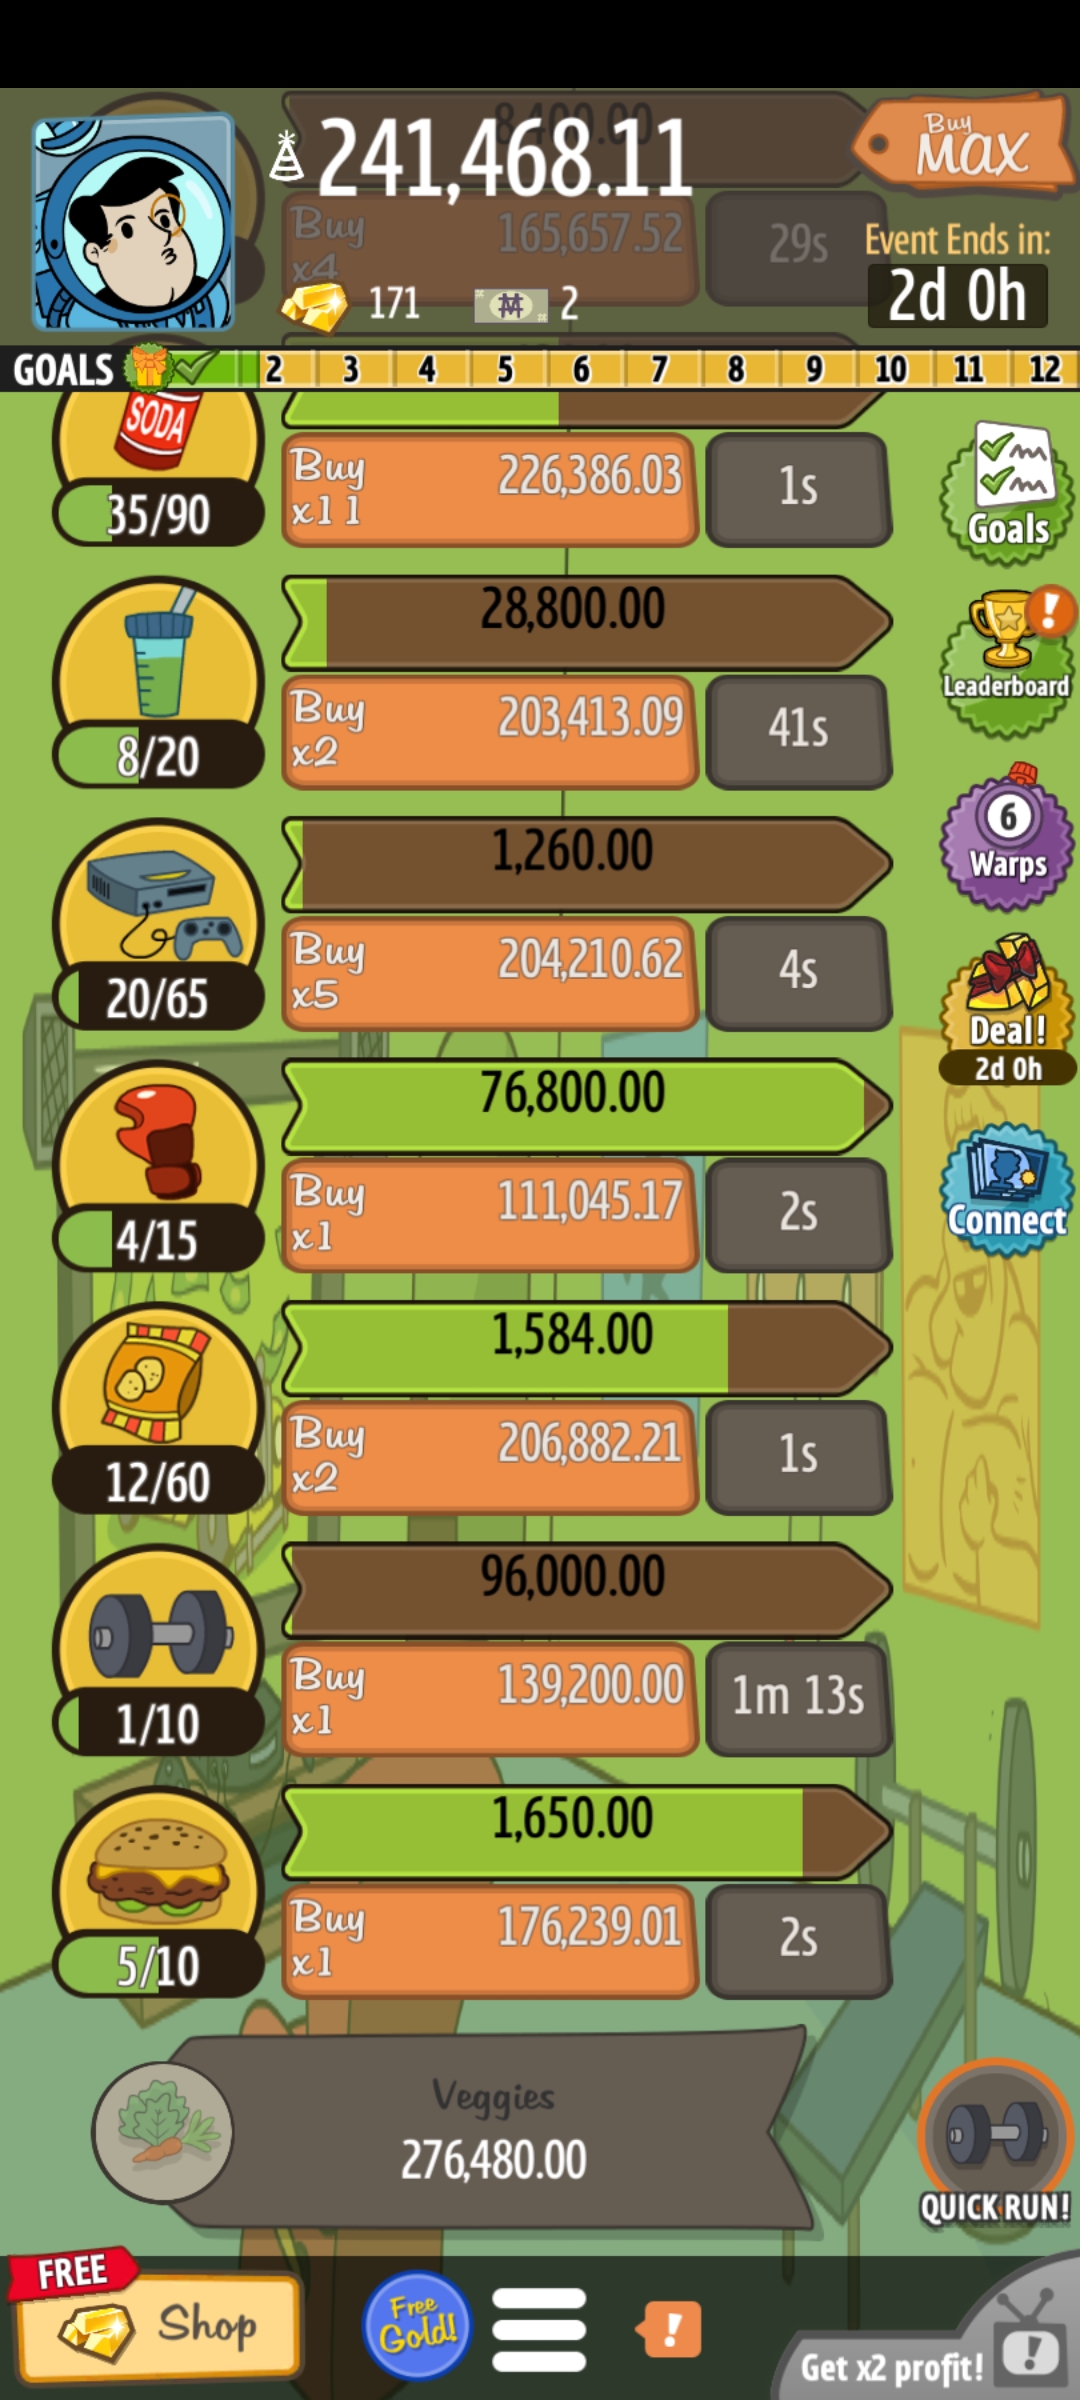 8,400.00
241,468.11
Buy
MAX
Buy
x4
165,657.52
29s
Event Ends in:
2d 0h
171
2
GOALS 2 3 4 5 6 7 8 9 10 11 12
SODA
35/90
Buy
x11
226,386.03
1s
Goals
28,800.00
8/20
Buy
x2
203,413.09
41s
Leaderboard
!
1,260.00
20/65
Buy
x5
204,210.62
4s
6
Warps
Deal!
2d 0h
76,800.00
4/15
Buy
x1
111,045.17
2s
Connect
1,584.00
12/60
Buy
x2
206,882.21
1s
96,000.00
1/10
Buy
x1
139,200.00
1m 13s
1,650.00
5/10
Buy
x1
176,239.01
2s
Veggies
276,480.00
QUICK RUN!
FREE
Shop
Free
Gold!
!
Get x2 profit!
!